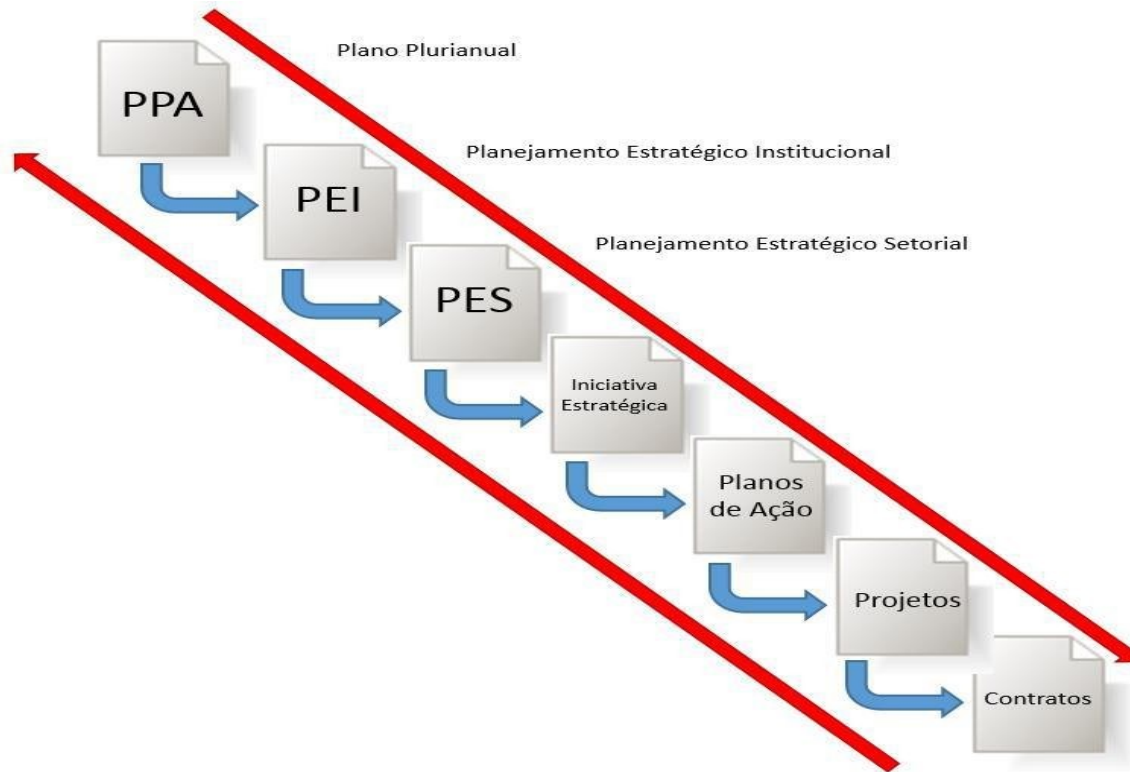 Plano Plurianual
PPA
Planejamento Estratégico Institucional
PEI
Planejamento Estratégico Setorial
PES
Iniciativa
Estratégica
Planos
de Ação
Projetos
Contratos